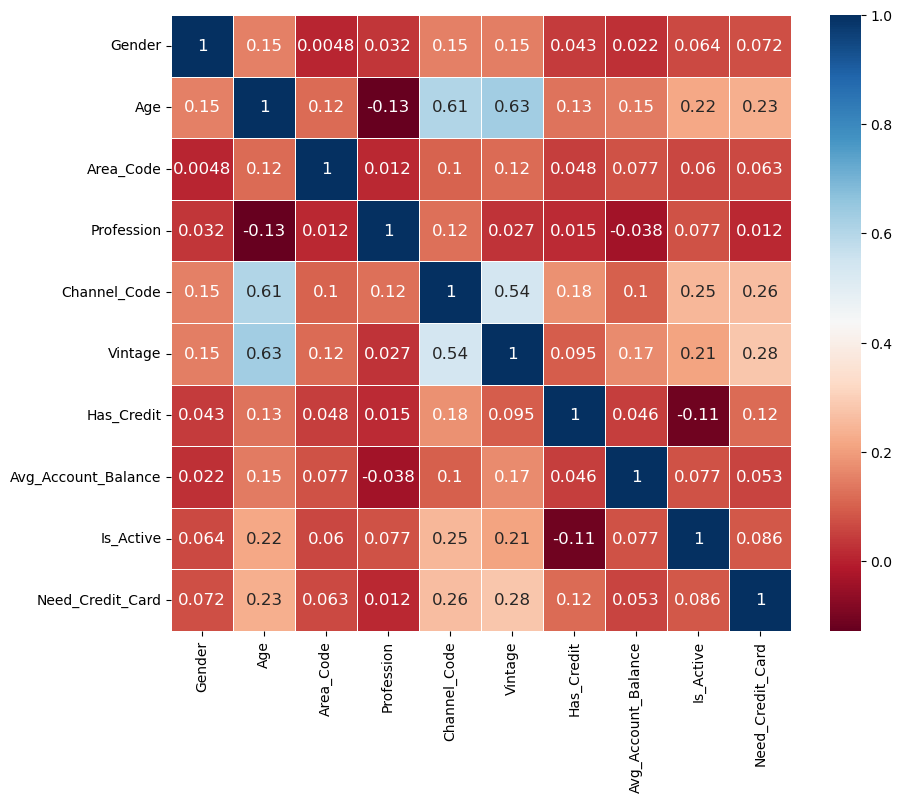 Gender 1 0.15 0.0048 0.032 0.15 0.15 0.043 0.022 0.064 0.072
Age 0.15 1 0.12 -0.13 0.61 0.63 0.13 0.15 0.22 0.23
Area_Code 0.0048 0.12 1 0.012 0.1 0.12 0.048 0.077 0.06 0.063
Profession 0.032 -0.13 0.012 1 0.12 0.027 0.015 -0.038 0.077 0.012
Channel_Code 0.15 0.61 0.1 0.12 1 0.54 0.18 0.1 0.25 0.26
Vintage 0.15 0.63 0.12 0.027 0.54 1 0.095 0.17 0.21 0.28
Has_Credit 0.043 0.13 0.048 0.015 0.18 0.095 1 0.046 -0.11 0.12
Avg_Account_Balance 0.022 0.15 0.077 -0.038 0.1 0.17 0.046 1 0.077 0.053
Is_Active 0.064 0.22 0.06 0.077 0.25 0.21 -0.11 0.077 1 0.086
Need_Credit_Card 0.072 0.23 0.063 0.012 0.26 0.28 0.12 0.053 0.086 1
Gender
Age
Area_Code
Profession
Channel_Code
Vintage
Has_Credit
Avg_Account_Balance
Is_Active
Need_Credit_Card
1.0
0.8
0.6
0.4
0.2
0.0